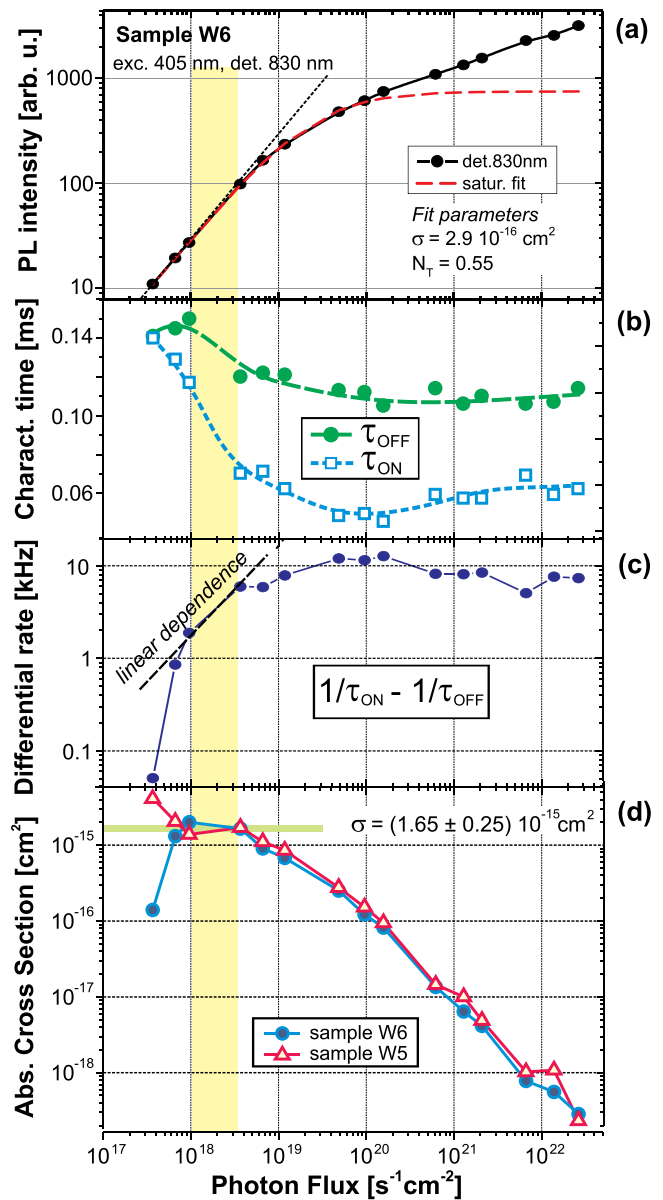 Sample W6
exc. 405 nm, det. 830 nm
(a)
PL intensity [arb. u.]
1000
100
10
det.830nm
satur. fit
Fit parameters
σ = 2.9 10⁻¹⁶ cm²
N_T = 0.55
(b)
Charact. time [ms]
0.14
0.10
0.06
τ_OFF
τ_ON
(c)
Differential rate [kHz]
10
1
0.1
linear dependence
1/τ_ON - 1/τ_OFF
(d)
Abs. Cross Section [cm²]
10⁻¹⁵
10⁻¹⁶
10⁻¹⁷
10⁻¹⁸
σ = (1.65 ± 0.25) 10⁻¹⁵cm²
sample W6
sample W5
10¹⁷ 10¹⁸ 10¹⁹ 10²⁰ 10²¹ 10²²
Photon Flux [s⁻¹cm⁻²]